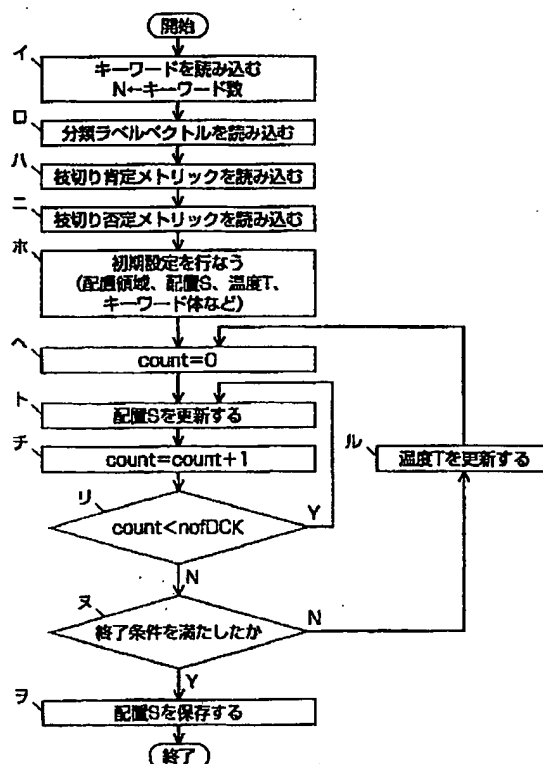 開始
イ
キーワードを読み込む
N←キーワード数
ロ
分類ラベルベクトルを読み込む
ハ
枝切り肯定メトリックを読み込む
ニ
枝切り否定メトリックを読み込む
ホ
初期設定を行なう
(配置領域、配置S、温度T、
キーワード体など)
ヘ
count=0
ト
配置Sを更新する
チ
count=count+1
ル
温度Tを更新する
リ
count<nofDCK
Y
N
ヌ
終了条件を満たしたか
N
Y
ヲ
配置Sを保存する
終了